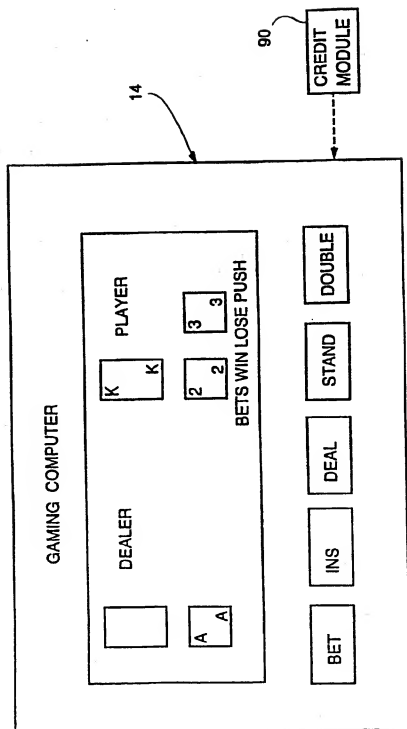 GAMING COMPUTER
14
90
CREDIT
MODULE
DEALER
PLAYER
K
K
A
A
2
2
3
3
BETS WIN LOSE PUSH
BET
INS
DEAL
STAND
DOUBLE